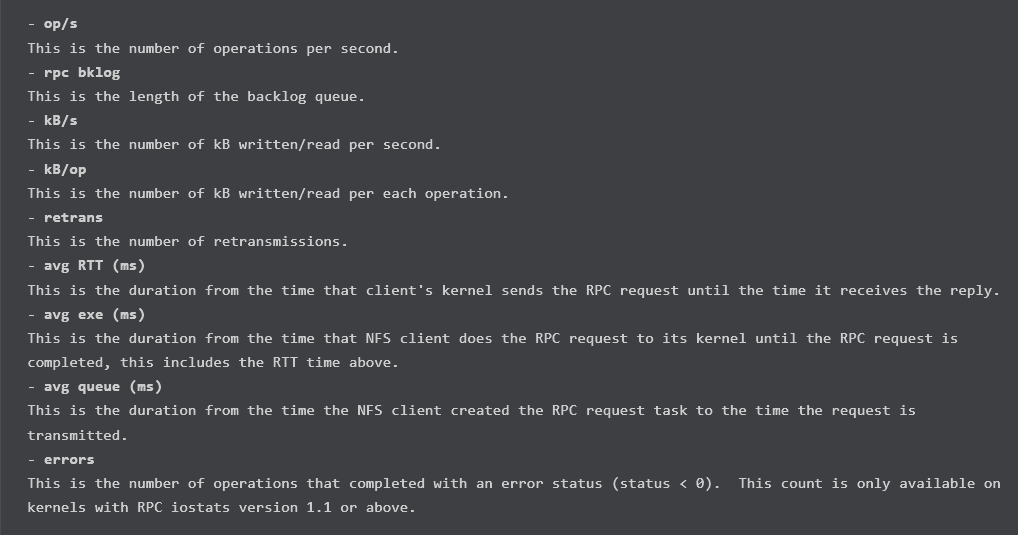 - op/s
This is the number of operations per second.
- rpc bklog
This is the length of the backlog queue.
- kB/s
This is the number of kB written/read per second.
- kB/op
This is the number of kB written/read per each operation.
- retrans
This is the number of retransmissions.
- avg RTT (ms)
This is the duration from the time that client's kernel sends the RPC request until the time it receives the reply.
- avg exe (ms)
This is the duration from the time that NFS client does the RPC request to its kernel until the RPC request is
completed, this includes the RTT time above.
- avg queue (ms)
This is the duration from the time the NFS client created the RPC request task to the time the request is
transmitted.
- errors
This is the number of operations that completed with an error status (status < 0).  This count is only available on
kernels with RPC iostats version 1.1 or above.